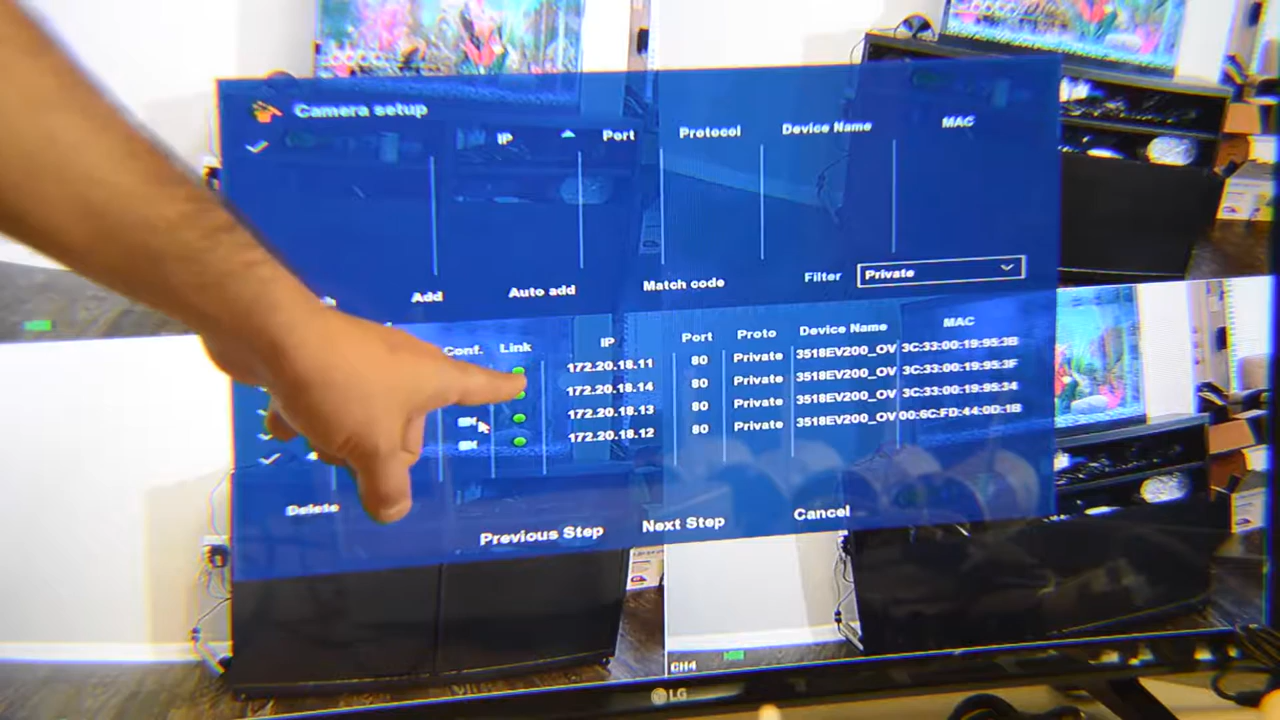 Camera setup
IP Port Protocol Device Name MAC
Add Auto add Match code Filter Private
Conf. Link IP Port Proto Device Name MAC
172.20.18.11 80 Private 3518EV200_OV 3C:33:00:19:95:3B
172.20.18.14 80 Private 3518EV200_OV 3C:33:00:19:95:3F
172.20.18.13 80 Private 3518EV200_OV 3C:33:00:19:95:34
172.20.18.12 80 Private 3518EV200_OV 00:6C:FD:44:0D:1B
Delete Previous Step Next Step Cancel
CH4
LG